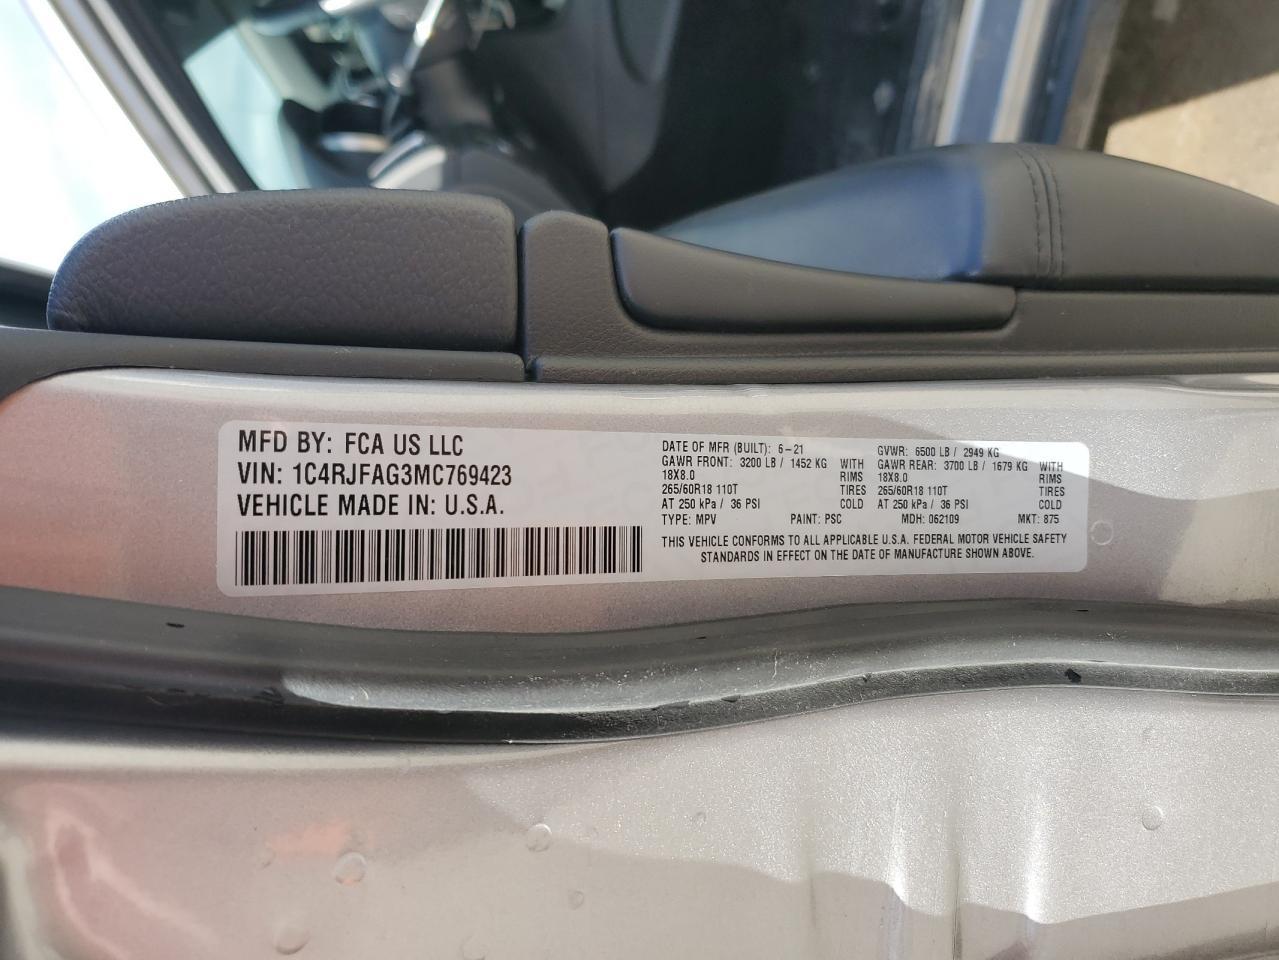 MFD BY: FCA US LLC
VIN: 1C4RJFAG3MC769423
VEHICLE MADE IN: U.S.A.
DATE OF MFR (BUILT): 6-21 GVWR: 6500 LB / 2949 KG
GAWR FRONT: 3200 LB / 1452 KG WITH GAWR REAR: 3700 LB / 1679 KG WITH
18X8.0 RIMS 18X8.0 RIMS
265/60R18 110T TIRES 265/60R18 110T TIRES
AT 250 kPa / 36 PSI COLD AT 250 kPa / 36 PSI COLD
TYPE: MPV PAINT: PSC MDH: 062109 MKT: 875
THIS VEHICLE CONFORMS TO ALL APPLICABLE U.S.A. FEDERAL MOTOR VEHICLE SAFETY
STANDARDS IN EFFECT ON THE DATE OF MANUFACTURE SHOWN ABOVE.